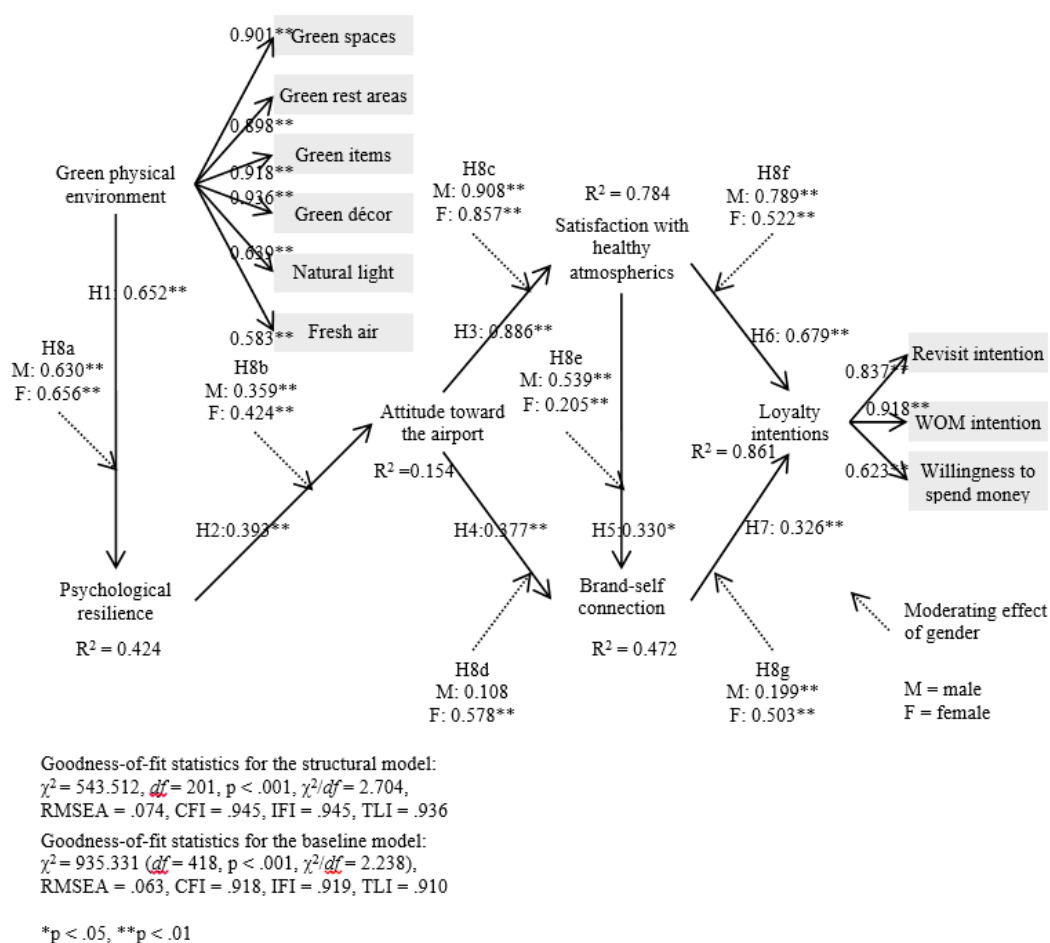 0.901**
Green spaces
Green rest areas
0.898**
Green items
0.918**
0.936**
Green décor
0.639**
Natural light
0.583**
Fresh air
Green physical
environment
H1: 0.652**
H8a
M: 0.630**
F: 0.656**
H8b
M: 0.359**
F: 0.424**
H8c
M: 0.908**
F: 0.857**
R² = 0.784
Satisfaction with
healthy
atmospherics
H8f
M: 0.789**
F: 0.522**
H3: 0.886**
H8e
M: 0.539**
F: 0.205**
H6: 0.679**
Attitude toward
the airport
R² =0.154
Loyalty
intentions
R² = 0.861
0.837**
Revisit intention
0.918**
WOM intention
0.623**
Willingness to
spend money
H2:0.393**
H4:0.377**
H5:0.330*
H7: 0.326**
Psychological
resilience
R² = 0.424
Brand-self
connection
R² = 0.472
H8d
M: 0.108
F: 0.578**
H8g
M: 0.199**
F: 0.503**
Moderating effect
of gender
M = male
F = female
Goodness-of-fit statistics for the structural model:
χ² = 543.512, df = 201, p < .001, χ²/df = 2.704,
RMSEA = .074, CFI = .945, IFI = .945, TLI = .936
Goodness-of-fit statistics for the baseline model:
χ² = 935.331 (df = 418, p < .001, χ²/df = 2.238),
RMSEA = .063, CFI = .918, IFI = .919, TLI = .910
*p < .05, **p < .01